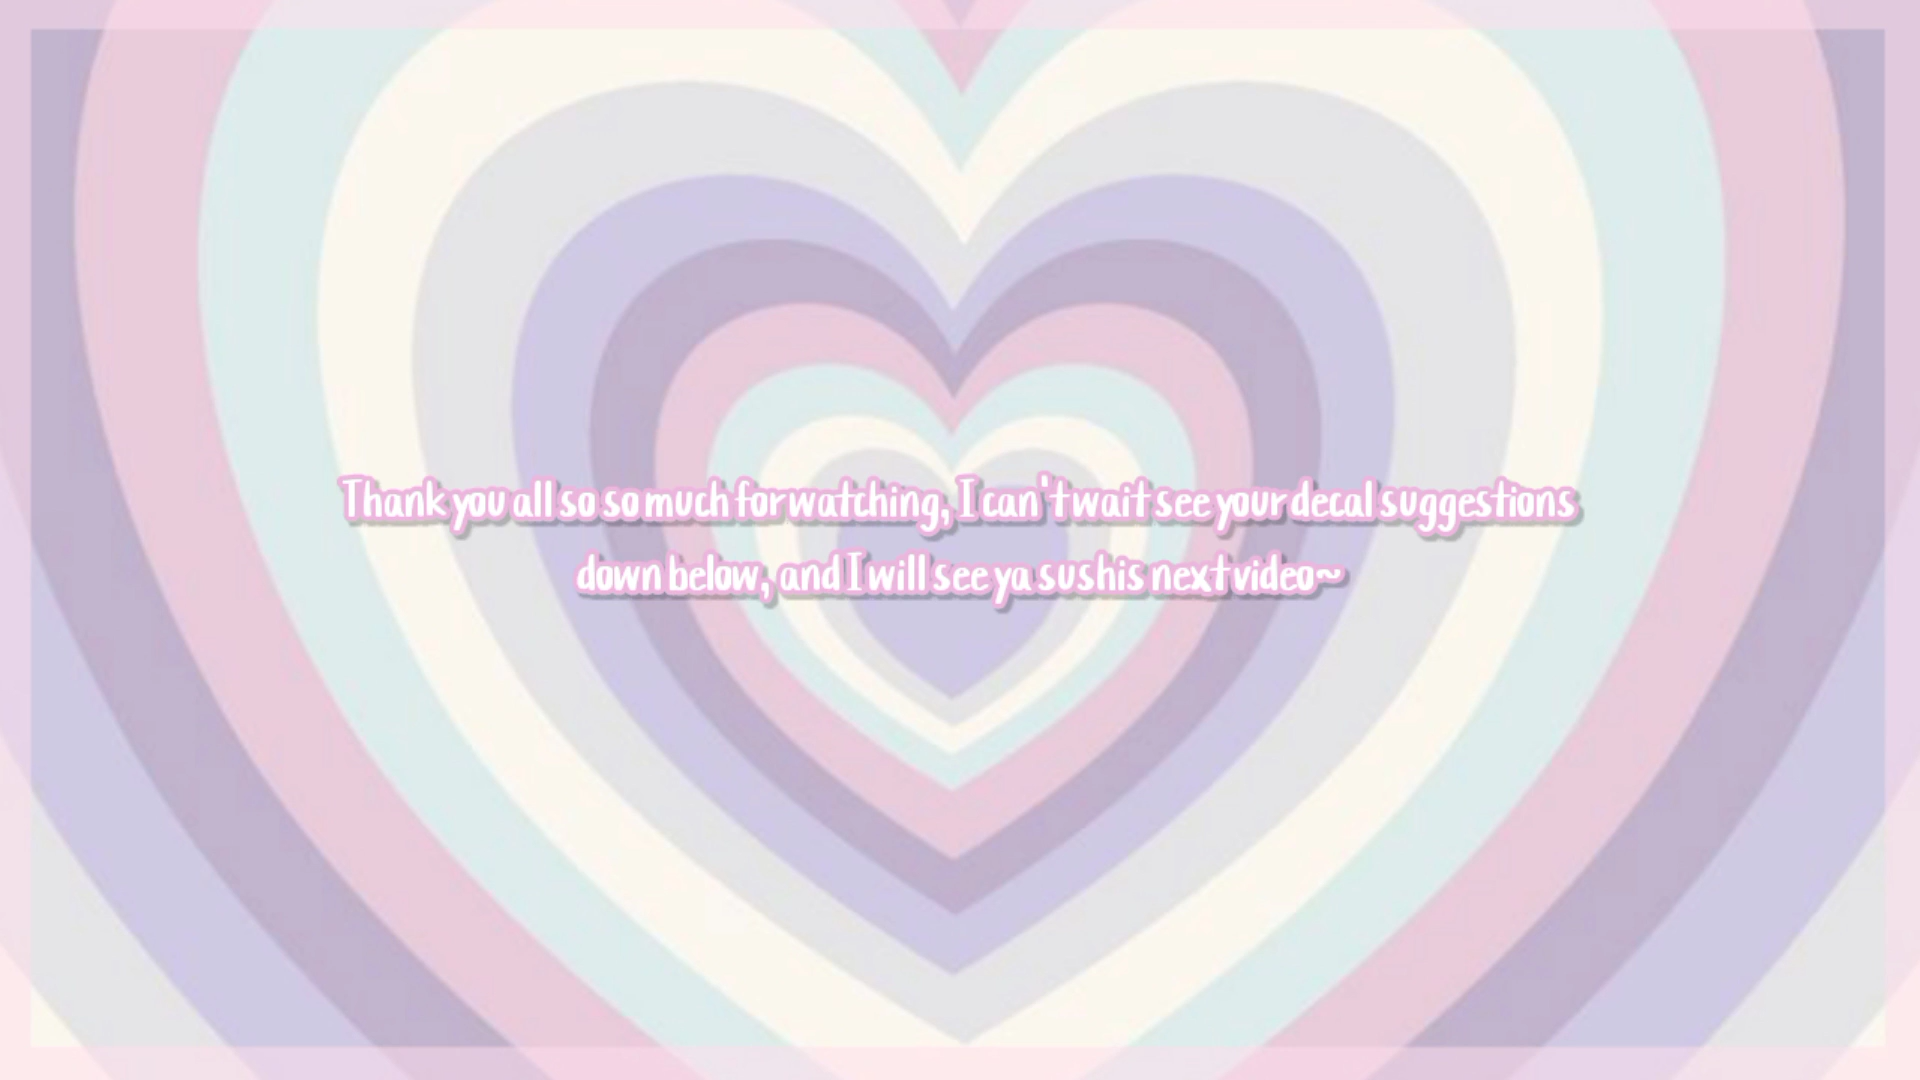 Thank you all so so much for watching, I can't wait see your decal suggestions
down below, and I will see ya sushis next video~